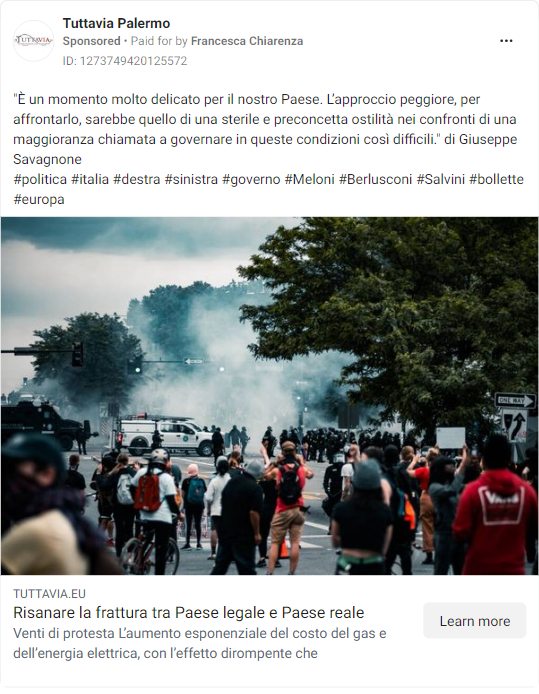 TUTTAVIA
Tuttavia Palermo
Sponsored • Paid for by Francesca Chiarenza
ID: 1273749420125572
"È un momento molto delicato per il nostro Paese. L’approccio peggiore, per
affrontarlo, sarebbe quello di una sterile e preconcetta ostilità nei confronti di una
maggioranza chiamata a governare in queste condizioni così difficili." di Giuseppe
Savagnone
#politica #italia #destra #sinistra #governo #Meloni #Berlusconi #Salvini #bollette
#europa
ONE WAY
TUTTAVIA.EU
Risanare la frattura tra Paese legale e Paese reale
Venti di protesta L’aumento esponenziale del costo del gas e
dell’energia elettrica, con l’effetto dirompente che
Learn more